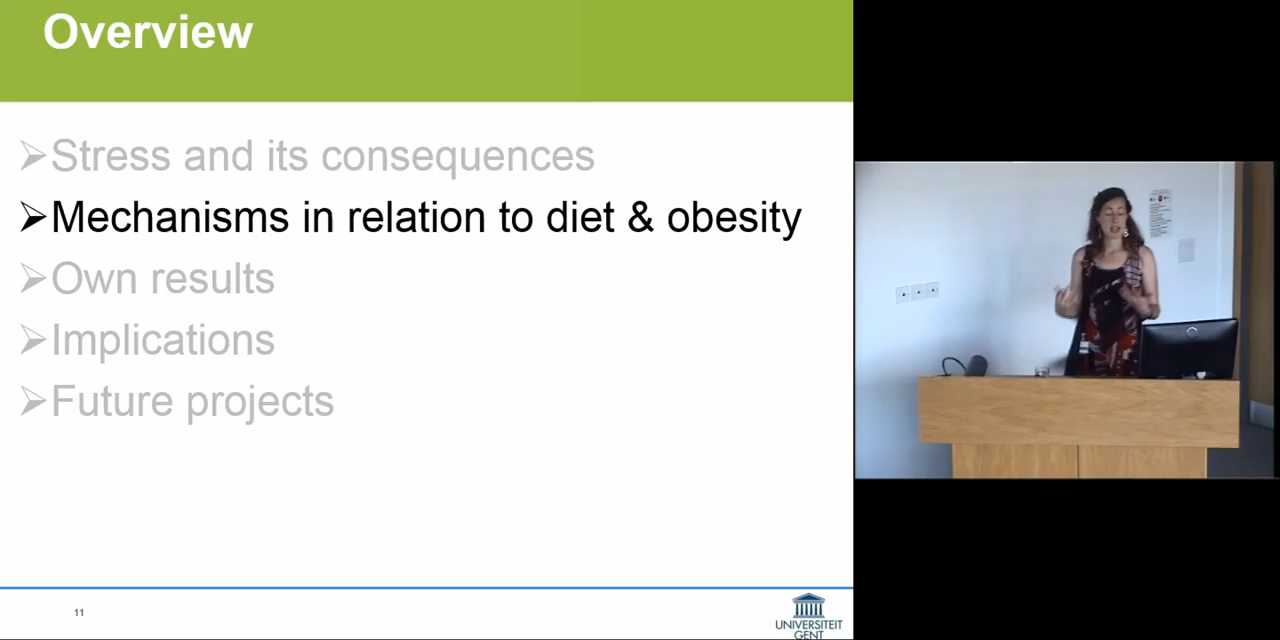 Overview
➢Stress and its consequences
➢Mechanisms in relation to diet & obesity
➢Own results
➢Implications
➢Future projects
11
UNIVERSITEIT
GENT